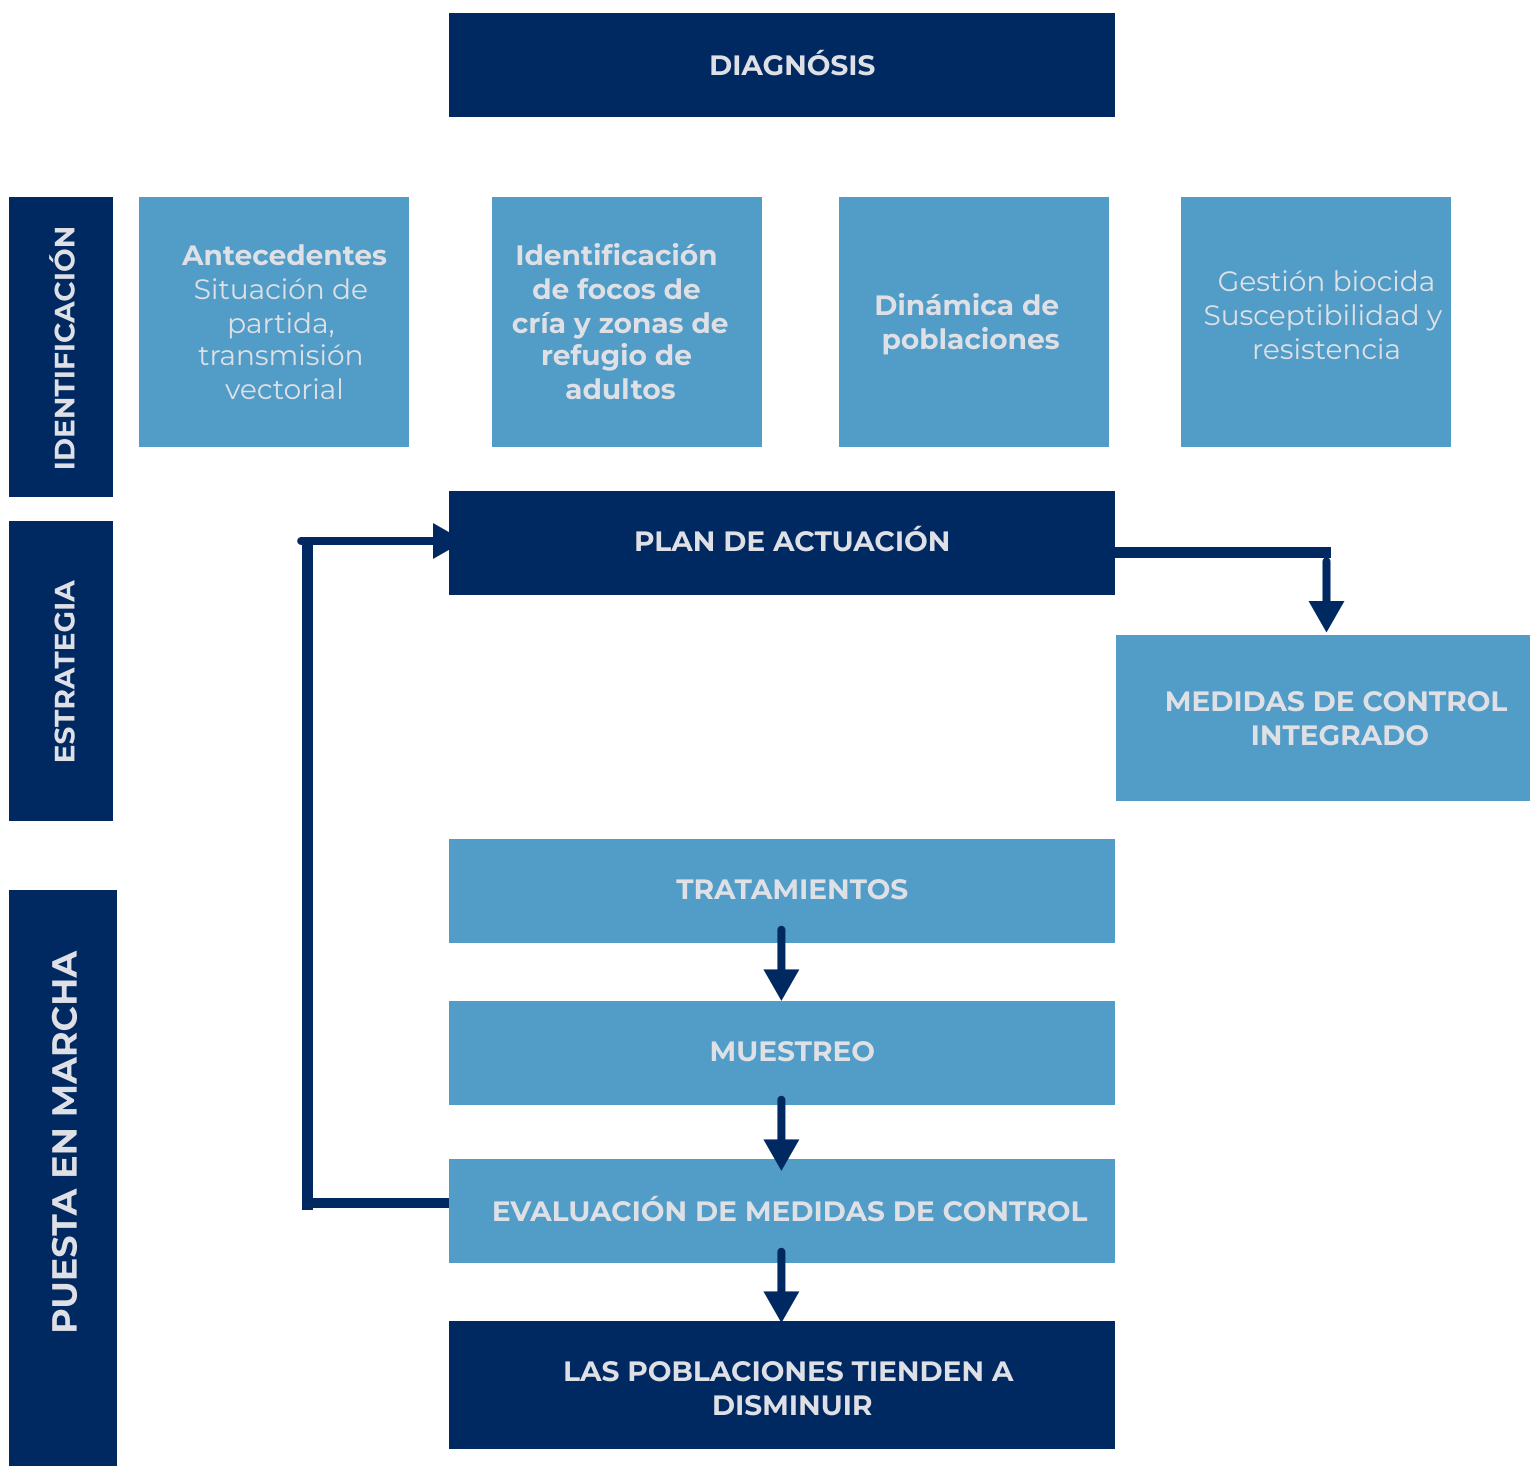 DIAGNÓSIS
IDENTIFICACIÓN
Antecedentes
Situación de
partida,
transmisión
vectorial
Identificación
de focos de
cría y zonas de
refugio de
adultos
Dinámica de
poblaciones
Gestión biocida
Susceptibilidad y
resistencia
ESTRATEGIA
PLAN DE ACTUACIÓN
MEDIDAS DE CONTROL
INTEGRADO
PUESTA EN MARCHA
TRATAMIENTOS
MUESTREO
EVALUACIÓN DE MEDIDAS DE CONTROL
LAS POBLACIONES TIENDEN A
DISMINUIR